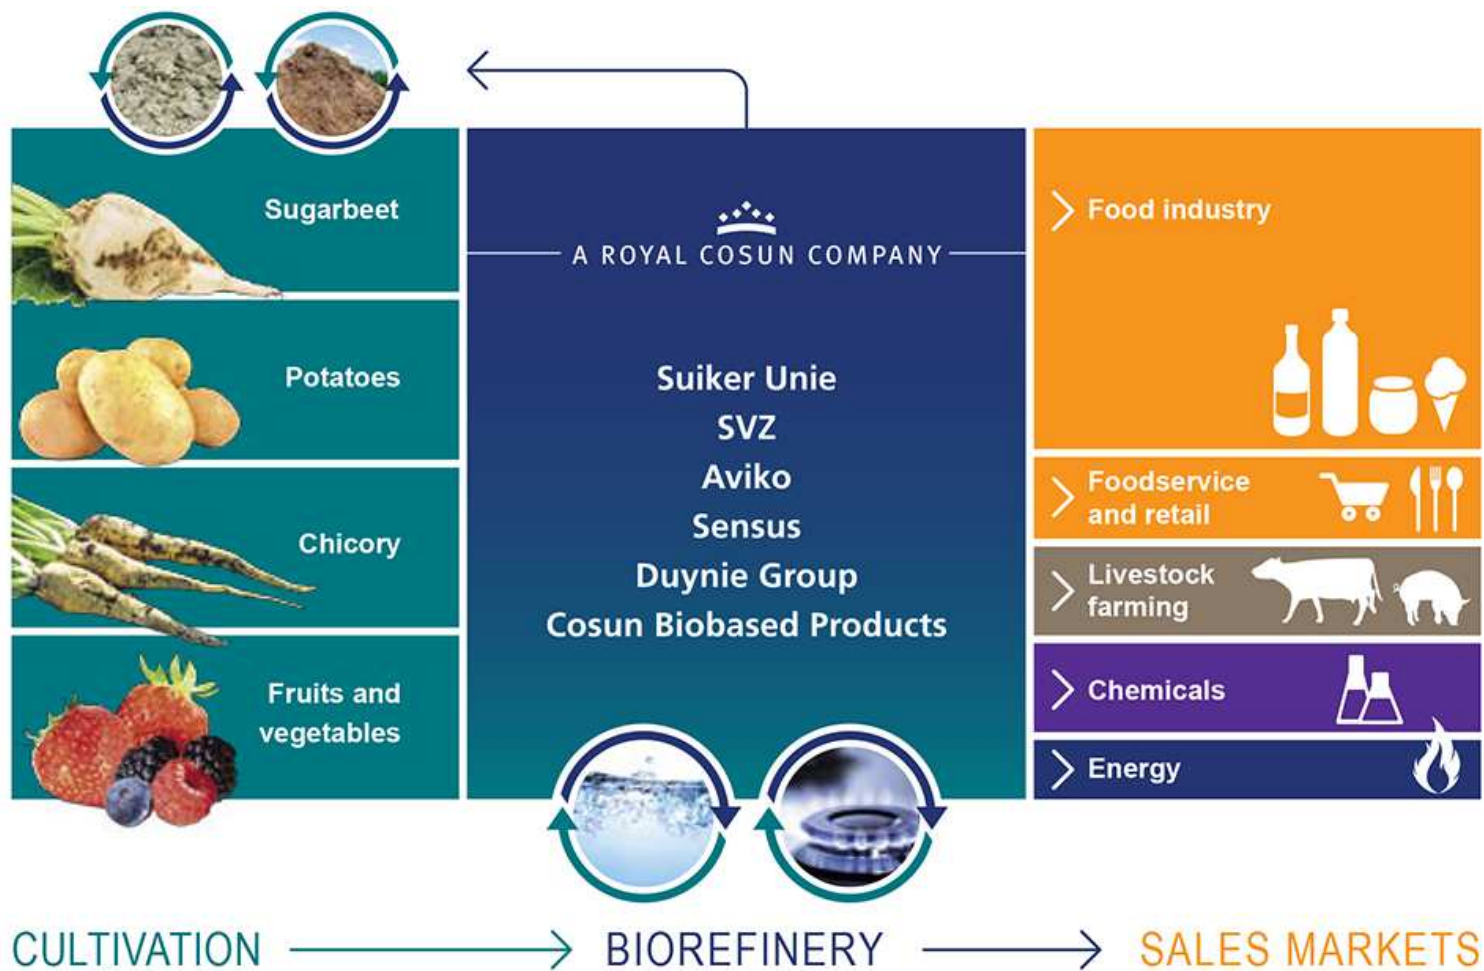 Sugarbeet
Potatoes
Chicory
Fruits and
vegetables
A ROYAL COSUN COMPANY
Suiker Unie
SVZ
Aviko
Sensus
Duynie Group
Cosun Biobased Products
Food industry
Foodservice
and retail
Livestock
farming
Chemicals
Energy
CULTIVATION
BIOREFINERY
SALES MARKETS